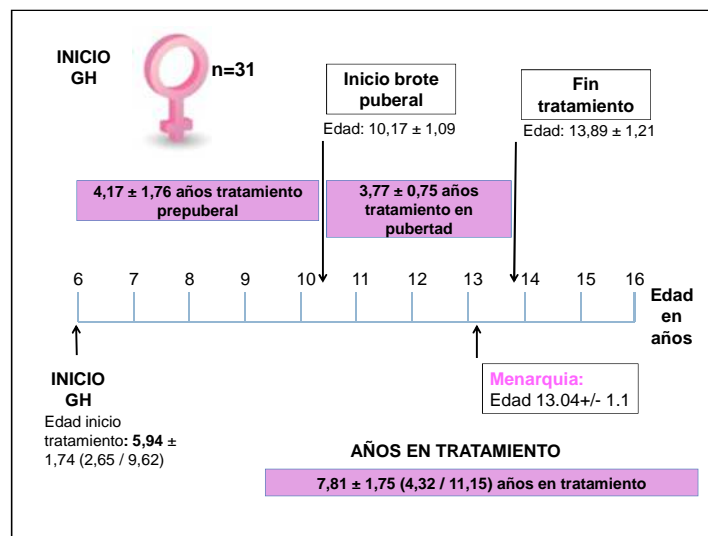 INICIO
GH
n=31
Inicio brote
puberal
Edad: 10,17 ± 1,09
Fin
tratamiento
Edad: 13,89 ± 1,21
4,17 ± 1,76 años tratamiento
prepuberal
3,77 ± 0,75 años
tratamiento en
pubertad
6 7 8 9 10 11 12 13 14 15 16
Edad
en
años
INICIO
GH
Edad inicio
tratamiento: 5,94 ±
1,74 (2,65 / 9,62)
Menarquia:
Edad 13.04+/- 1.1
AÑOS EN TRATAMIENTO
7,81 ± 1,75 (4,32 / 11,15) años en tratamiento